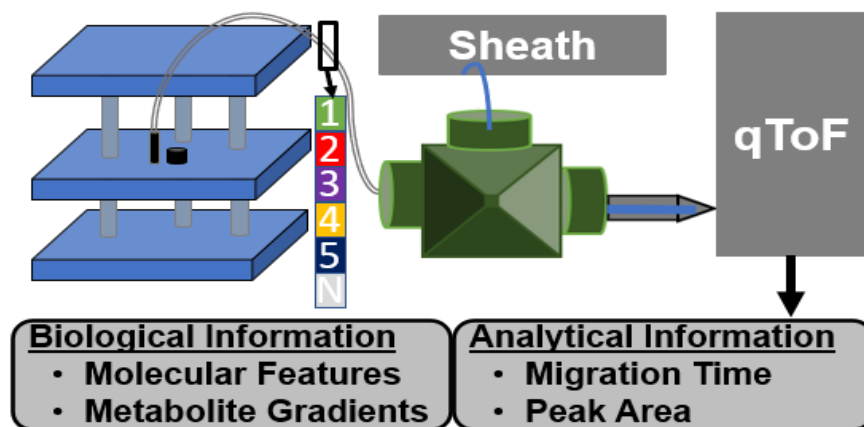 Sheath
qToF
1
2
3
4
5
N
Biological Information
• Molecular Features
• Metabolite Gradients
Analytical Information
• Migration Time
• Peak Area